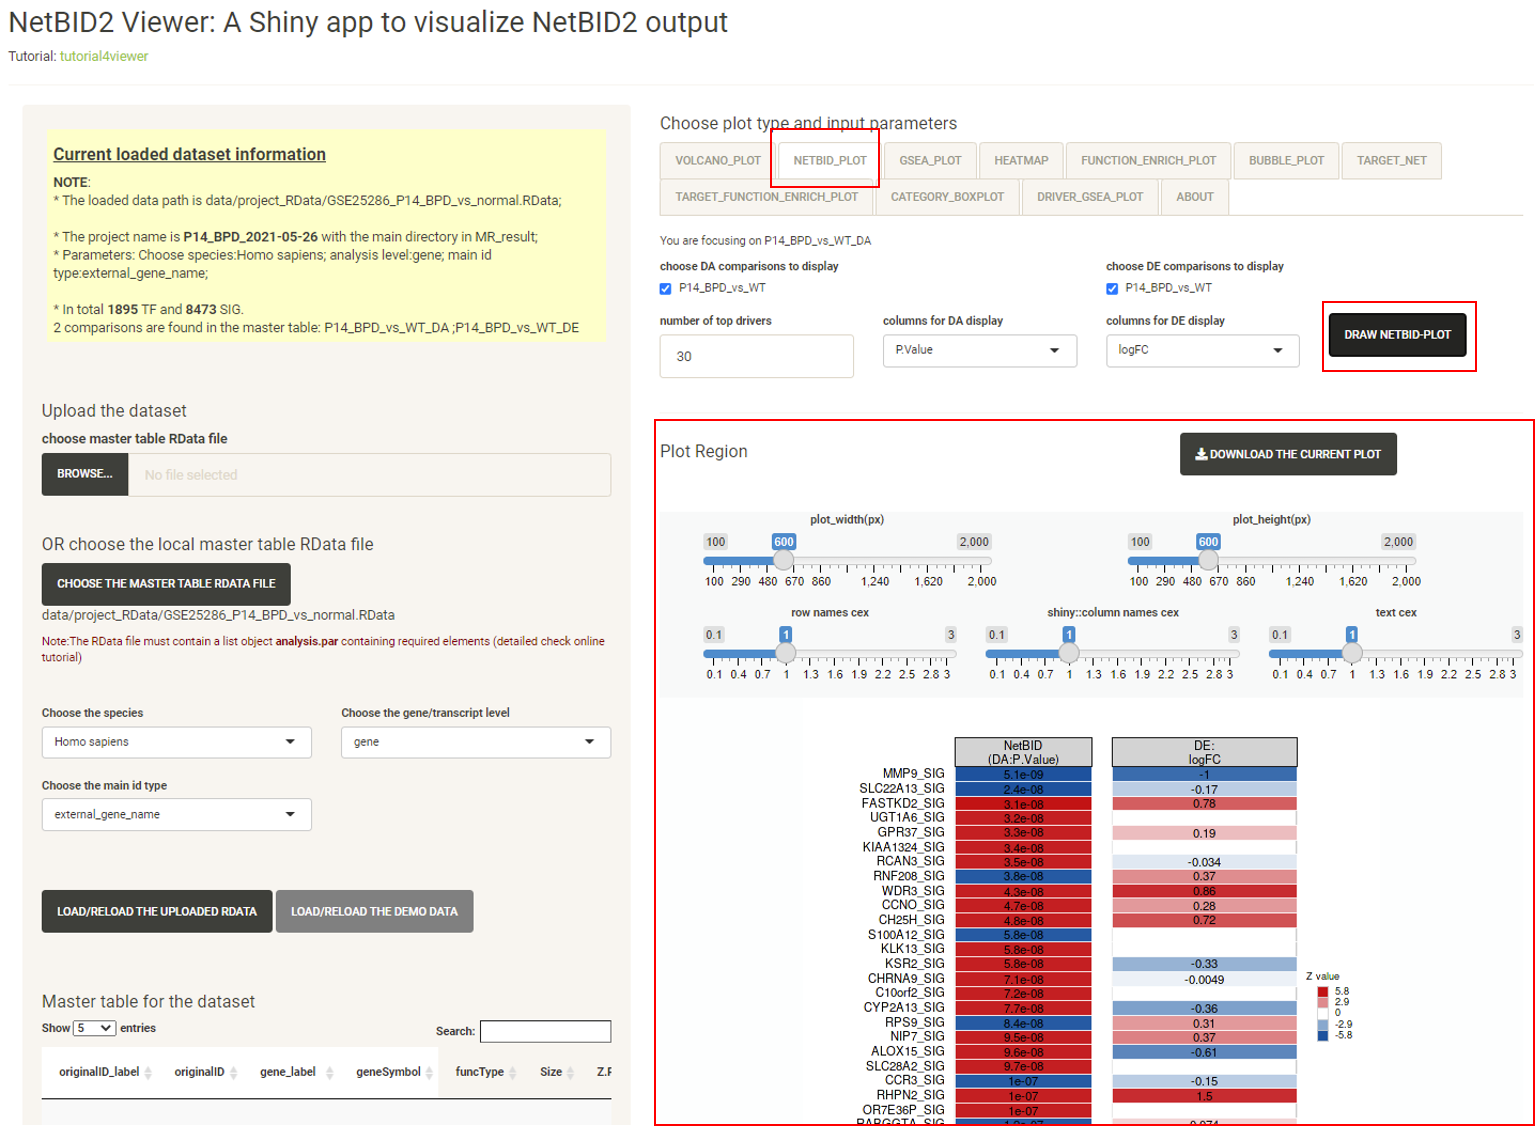 NetBID2 Viewer: A Shiny app to visualize NetBID2 output
Tutorial: tutorial4viewer
Current loaded dataset information
NOTE:
* The loaded data path is data/project_RData/GSE25286_P14_BPD_vs_normal.RData;
* The project name is P14_BPD_2021-05-26 with the main directory in MR_result;
* Parameters: Choose species:Homo sapiens; analysis level:gene; main id
type:external_gene_name;
* In total 1895 TF and 8473 SIG.
2 comparisons are found in the master table: P14_BPD_vs_WT_DA ;P14_BPD_vs_WT_DE
Upload the dataset
choose master table RData file
BROWSE... No file selected
OR choose the local master table RData file
CHOOSE THE MASTER TABLE RDATA FILE
data/project_RData/GSE25286_P14_BPD_vs_normal.RData
Note:The RData file must contain a list object analysis.par containing required elements (detailed check online
tutorial)
Choose the species Choose the gene/transcript level
Homo sapiens gene
Choose the main id type
external_gene_name
LOAD/RELOAD THE UPLOADED RDATA LOAD/RELOAD THE DEMO DATA
Master table for the dataset
Show 5 entries Search:
originalID_label originalID gene_label geneSymbol funcType Size
Choose plot type and input parameters
VOLCANO_PLOT NETBID_PLOT GSEA_PLOT HEATMAP FUNCTION_ENRICH_PLOT BUBBLE_PLOT TARGET_NET
TARGET_FUNCTION_ENRICH_PLOT CATEGORY_BOXPLOT DRIVER_GSEA_PLOT ABOUT
You are focusing on P14_BPD_vs_WT_DA
choose DA comparisons to display choose DE comparisons to display
P14_BPD_vs_WT P14_BPD_vs_WT
number of top drivers columns for DA display columns for DE display
30 P.Value logFC DRAW NETBID-PLOT
Plot Region DOWNLOAD THE CURRENT PLOT
plot_width(px) plot_height(px)
100 600 2,000 100 600 2,000
100 290 480 670 860 1,240 1,620 2,000 100 290 480 670 860 1,240 1,620 2,000
row names cex shiny::column names cex text cex
0.1 1 3 0.1 1 3 0.1 1 3
0.1 0.4 0.7 1 1.3 1.6 1.9 2.2 2.5 2.8 3 0.1 0.4 0.7 1 1.3 1.6 1.9 2.2 2.5 2.8 3 0.1 0.4 0.7 1 1.3 1.6 1.9 2.2 2.5 2.8 3
NetBID DE:
(DA:P.Value) logFC
MMP9_SIG 5.1e-09 -1
SLC22A13_SIG 2.4e-08 -0.17
FASTKD2_SIG 3.1e-08 0.78
UGT1A6_SIG 3.2e-08
GPR37_SIG 3.3e-08 0.19
KIAA1324_SIG 3.4e-08
RCAN3_SIG 3.5e-08 -0.034
RNF208_SIG 3.8e-08 0.37
WDR3_SIG 4.3e-08 0.86
CCNO_SIG 4.7e-08 0.28
CH25H_SIG 4.8e-08 0.72
S100A12_SIG 5.8e-08
KLK13_SIG 5.8e-08
KSR2_SIG 5.8e-08 -0.33
CHRNA9_SIG 7.1e-08 -0.0049
C10orf2_SIG 7.2e-08
CYP2A13_SIG 7.7e-08 -0.36
RPS9_SIG 8.4e-08 0.31
NIP7_SIG 9.5e-08 0.37
ALOX15_SIG 9.6e-08 -0.61
SLC28A2_SIG 9.7e-08
CCR3_SIG 1e-07 -0.15
RHPN2_SIG 1e-07 1.5
OR7E36P_SIG 1e-07
Z value
5.8
2.9
0
-2.9
-5.8